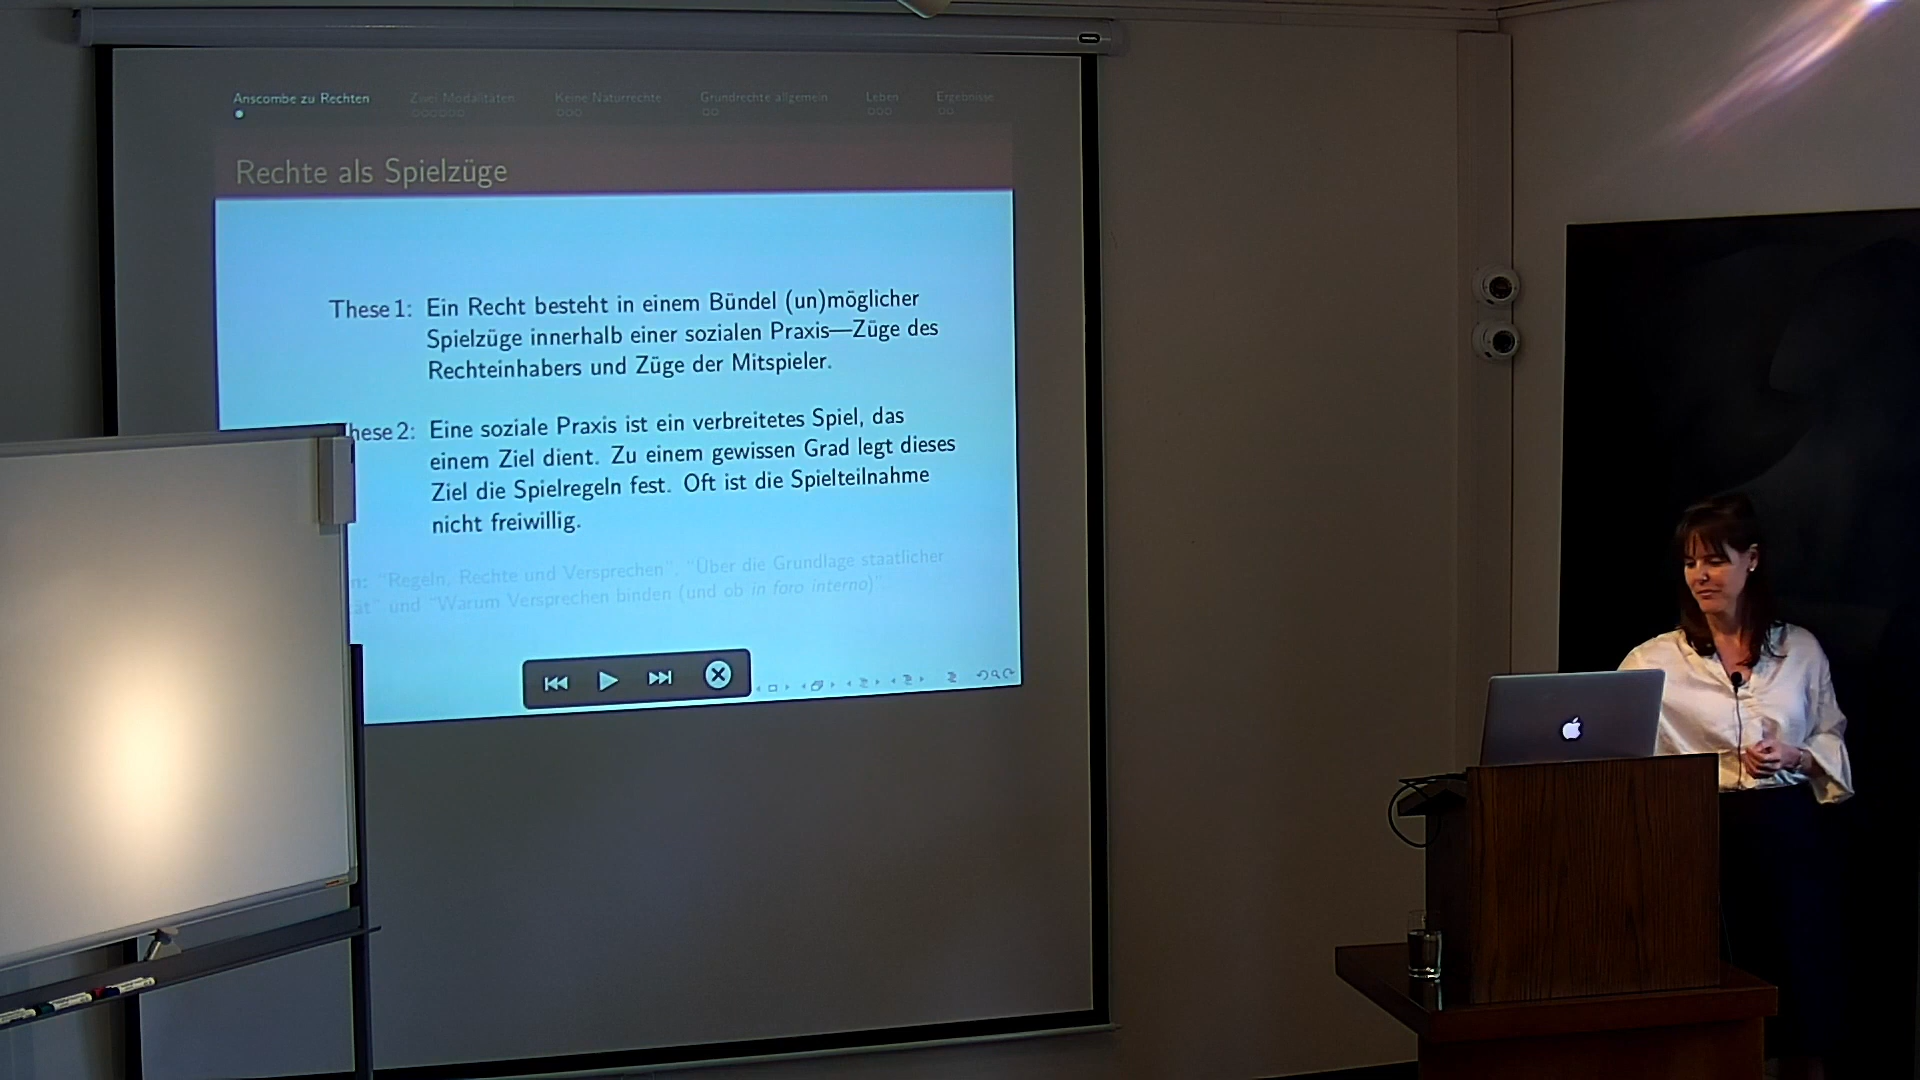 Anscombe zu Rechten Zwei Modalitäten Keine Naturrechte Grundrechte allgemein Leben Ergebnisse
Rechte als Spielzüge
These 1: Ein Recht besteht in einem Bündel (un)möglicher
Spielzüge innerhalb einer sozialen Praxis—Züge des
Rechteinhabers und Züge der Mitspieler.
hese 2: Eine soziale Praxis ist ein verbreitetes Spiel, das
einem Ziel dient. Zu einem gewissen Grad legt dieses
Ziel die Spielregeln fest. Oft ist die Spielteilnahme
nicht freiwillig.
n: "Regeln, Rechte und Versprechen", "Über die Grundlage staatlicher
ät" und "Warum Versprechen binden (und ob in foro interno)"